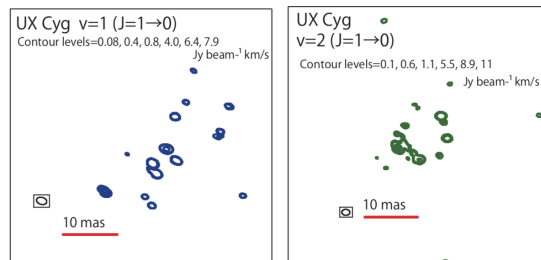 UX Cyg v=1 (J=1→0)
Contour levels=0.08, 0.4, 0.8, 4.0, 6.4, 7.9
Jy beam-¹ km/s
10 mas
UX Cyg
v=2 (J=1→0)
Contour levels=0.1, 0.6, 1.1, 5.5, 8.9, 11
Jy beam-¹ km/s
10 mas